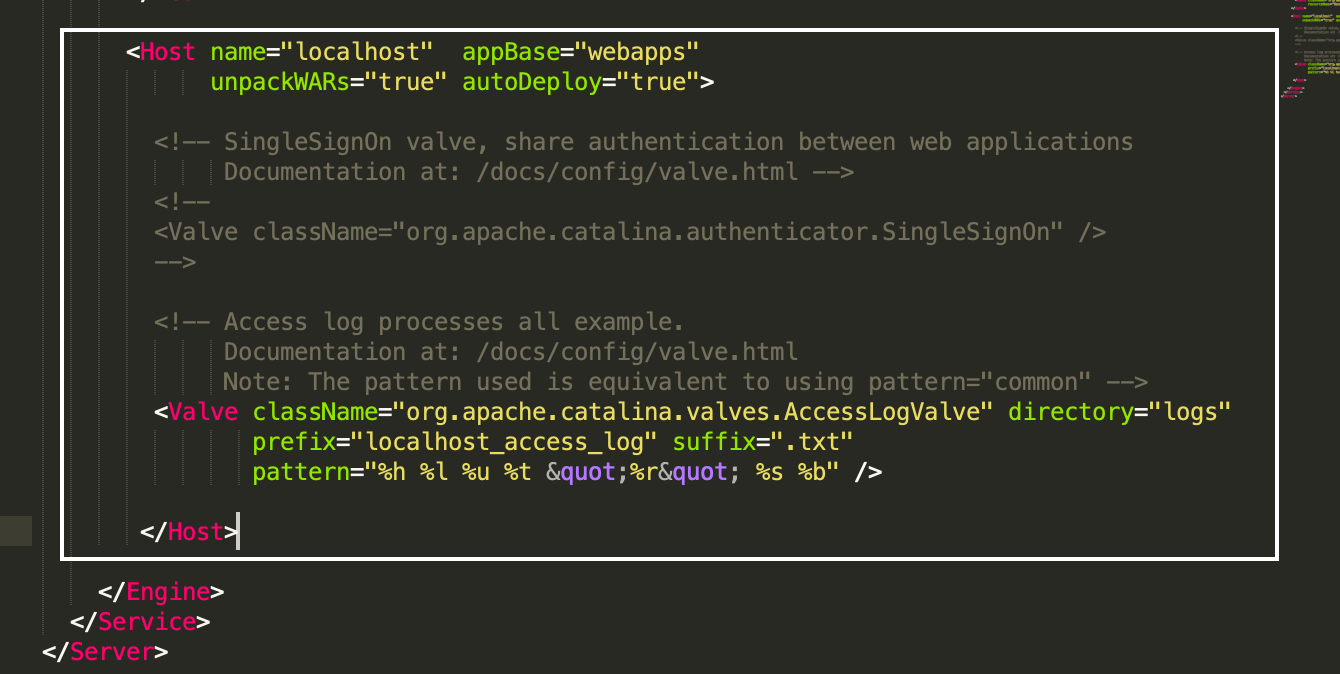 <Host name="localhost"  appBase="webapps"
unpackWARs="true" autoDeploy="true">
<!-- SingleSignOn valve, share authentication between web applications
Documentation at: /docs/config/valve.html -->
<!--
<Valve className="org.apache.catalina.authenticator.SingleSignOn" />
-->
<!-- Access log processes all example.
Documentation at: /docs/config/valve.html
Note: The pattern used is equivalent to using pattern="common" -->
<Valve className="org.apache.catalina.valves.AccessLogValve" directory="logs"
prefix="localhost_access_log" suffix=".txt"
pattern="%h %l %u %t &quot;%r&quot; %s %b" />
</Host>
</Engine>
</Service>
</Server>